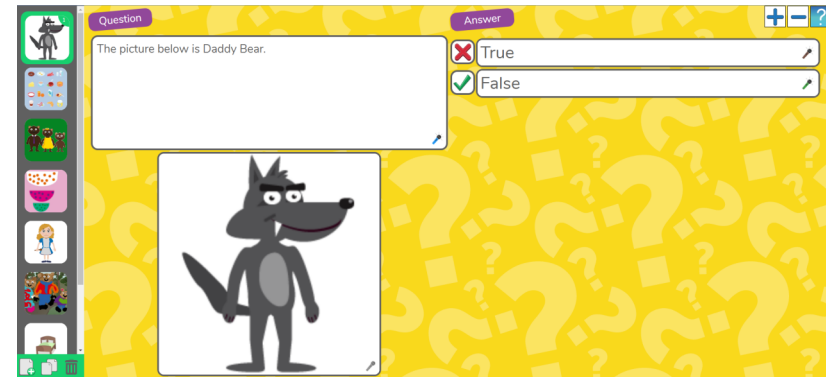 Question
Answer
The picture below is Daddy Bear.
True
False